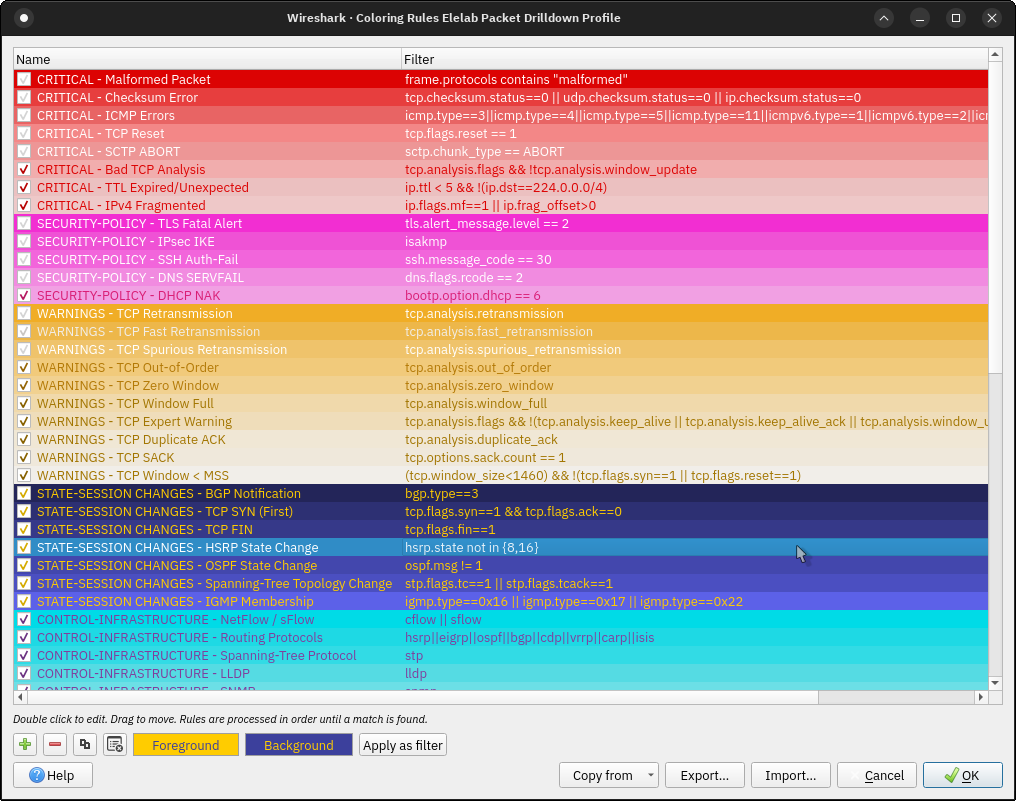 Wireshark · Coloring Rules Elelab Packet Drilldown Profile
Name Filter
CRITICAL - Malformed Packet frame.protocols contains "malformed"
CRITICAL - Checksum Error tcp.checksum.status==0 || udp.checksum.status==0 || ip.checksum.status==0
CRITICAL - ICMP Errors icmp.type==3||icmp.type==4||icmp.type==5||icmp.type==11||icmpv6.type==1||icmpv6.type==2||icm
CRITICAL - TCP Reset tcp.flags.reset == 1
CRITICAL - SCTP ABORT sctp.chunk_type == ABORT
CRITICAL - Bad TCP Analysis tcp.analysis.flags && !tcp.analysis.window_update
CRITICAL - TTL Expired/Unexpected ip.ttl < 5 && !(ip.dst==224.0.0.0/4)
CRITICAL - IPv4 Fragmented ip.flags.mf==1 || ip.frag_offset>0
SECURITY-POLICY - TLS Fatal Alert tls.alert_message.level == 2
SECURITY-POLICY - IPsec IKE isakmp
SECURITY-POLICY - SSH Auth-Fail ssh.message_code == 30
SECURITY-POLICY - DNS SERVFAIL dns.flags.rcode == 2
SECURITY-POLICY - DHCP NAK bootp.option.dhcp == 6
WARNINGS - TCP Retransmission tcp.analysis.retransmission
WARNINGS - TCP Fast Retransmission tcp.analysis.fast_retransmission
WARNINGS - TCP Spurious Retransmission tcp.analysis.spurious_retransmission
WARNINGS - TCP Out-of-Order tcp.analysis.out_of_order
WARNINGS - TCP Zero Window tcp.analysis.zero_window
WARNINGS - TCP Window Full tcp.analysis.window_full
WARNINGS - TCP Expert Warning tcp.analysis.flags && !(tcp.analysis.keep_alive || tcp.analysis.keep_alive_ack || tcp.analysis.window_u
WARNINGS - TCP Duplicate ACK tcp.analysis.duplicate_ack
WARNINGS - TCP SACK tcp.options.sack.count == 1
WARNINGS - TCP Window < MSS (tcp.window_size<1460) && !(tcp.flags.syn==1 || tcp.flags.reset==1)
STATE-SESSION CHANGES - BGP Notification bgp.type==3
STATE-SESSION CHANGES - TCP SYN (First) tcp.flags.syn==1 && tcp.flags.ack==0
STATE-SESSION CHANGES - TCP FIN tcp.flags.fin==1
STATE-SESSION CHANGES - HSRP State Change hsrp.state not in {8,16}
STATE-SESSION CHANGES - OSPF State Change ospf.msg != 1
STATE-SESSION CHANGES - Spanning-Tree Topology Change stp.flags.tc==1 || stp.flags.tcack==1
STATE-SESSION CHANGES - IGMP Membership igmp.type==0x16 || igmp.type==0x17 || igmp.type==0x22
CONTROL-INFRASTRUCTURE - NetFlow / sFlow cflow || sflow
CONTROL-INFRASTRUCTURE - Routing Protocols hsrp||eigrp||ospf||bgp||cdp||vrrp||carp||isis
CONTROL-INFRASTRUCTURE - Spanning-Tree Protocol stp
CONTROL-INFRASTRUCTURE - LLDP lldp
CONTROL-INFRASTRUCTURE - SNMP snmp
Double click to edit. Drag to move. Rules are processed in order until a match is found.
Foreground Background Apply as filter
Help Copy from Export... Import... Cancel OK